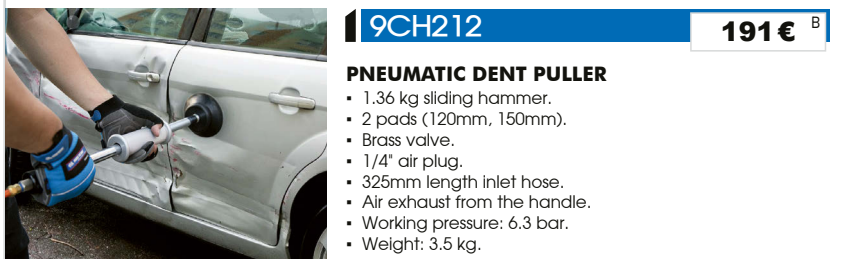 9CH212
191 € B
PNEUMATIC DENT PULLER
▪ 1.36 kg sliding hammer.
▪ 2 pads (120mm, 150mm).
▪ Brass valve.
▪ 1/4" air plug.
▪ 325mm length inlet hose.
▪ Air exhaust from the handle.
▪ Working pressure: 6.3 bar.
▪ Weight: 3.5 kg.